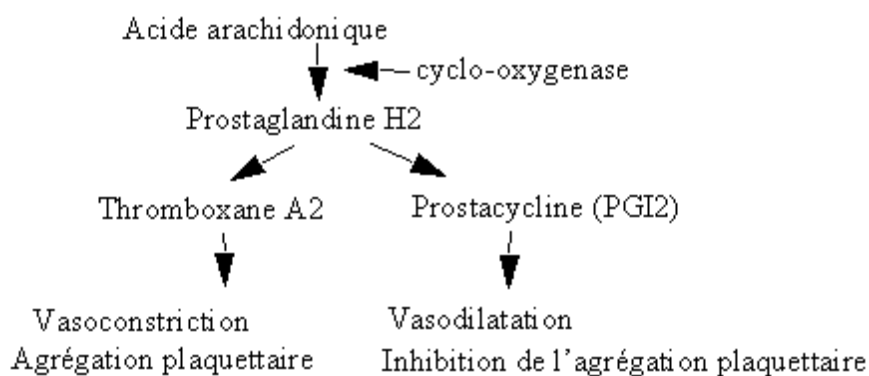 Acide arachidonique
cyclo-oxygenase
Prostaglandine H2
Thromboxane A2
Prostacycline (PGI2)
Vasoconstriction
Agrégation plaquettaire
Vasodilatation
Inhibition de l'agrégation plaquettaire